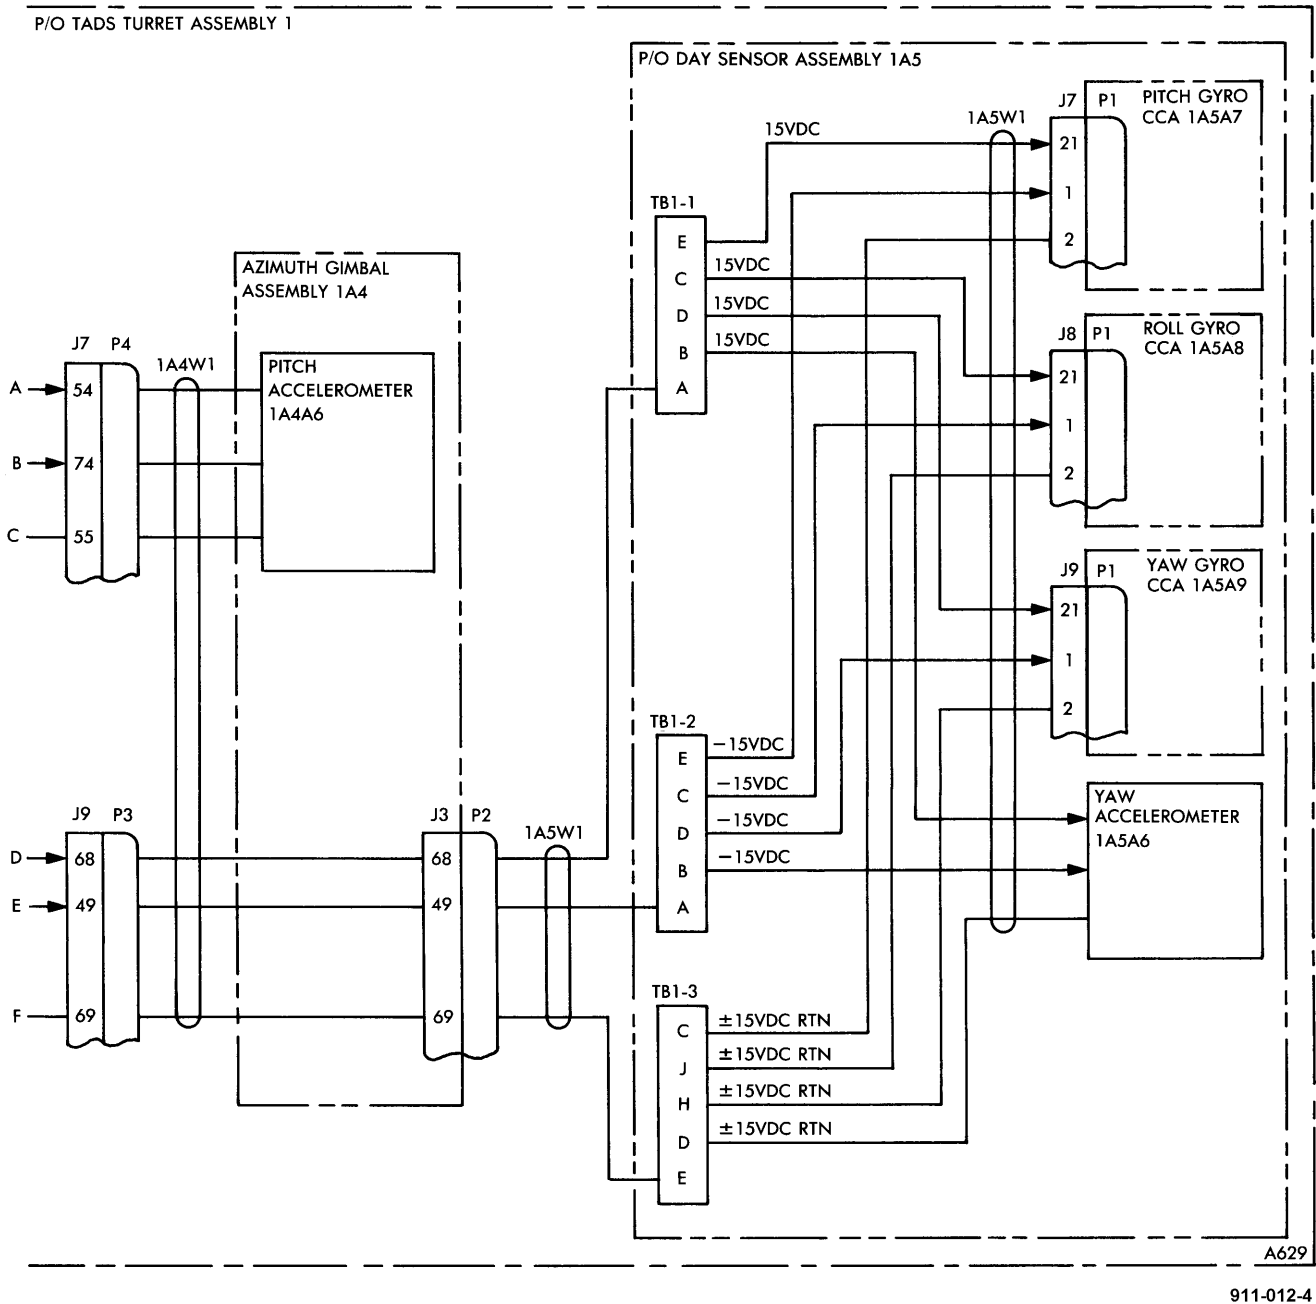 P/O TADS TURRET ASSEMBLY 1
P/O DAY SENSOR ASSEMBLY 1A5
AZIMUTH GIMBAL
ASSEMBLY 1A4
J7 P4
1A4W1
A 54
B 74
C 55
PITCH
ACCELEROMETER
1A4A6
J9 P3
D 68
E 49
F 69
J3 P2
68
49
69
1A5W1
TB1-1
E 15VDC
C 15VDC
D 15VDC
B 15VDC
A
TB1-2
E −15VDC
C −15VDC
D −15VDC
B −15VDC
A
TB1-3
C ±15VDC RTN
J ±15VDC RTN
H ±15VDC RTN
D ±15VDC RTN
E
1A5W1
J7 P1
21
1
2
PITCH GYRO
CCA 1A5A7
J8 P1
21
1
2
ROLL GYRO
CCA 1A5A8
J9 P1
21
1
2
YAW GYRO
CCA 1A5A9
YAW
ACCELEROMETER
1A5A6
A629
911-012-4